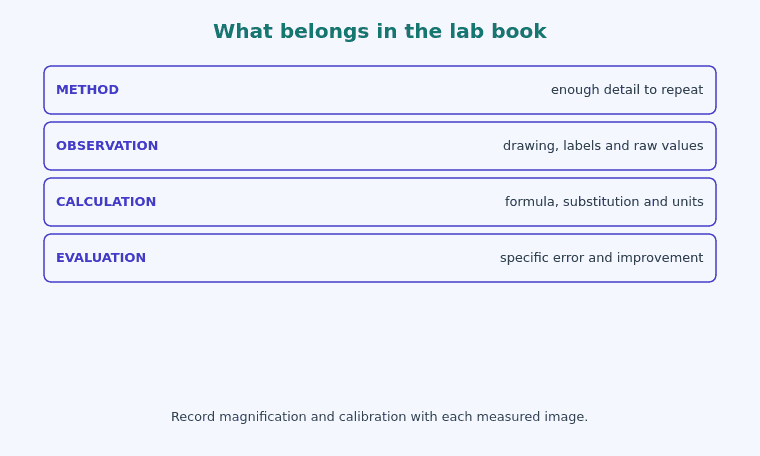 What belongs in the lab book
METHOD enough detail to repeat
OBSERVATION drawing, labels and raw values
CALCULATION formula, substitution and units
EVALUATION specific error and improvement
Record magnification and calibration with each measured image.